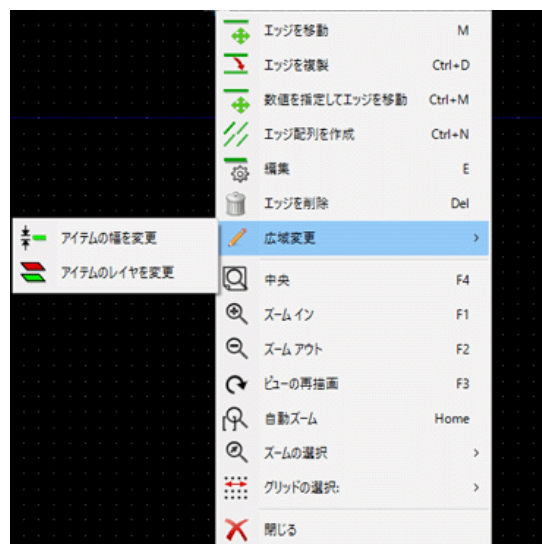 エッジを移動 M
エッジを複製 Ctrl+D
数値を指定してエッジを移動 Ctrl+M
エッジ配列を作成 Ctrl+N
編集 E
エッジを削除 Del
広域変更
アイテムの幅を変更
アイテムのレイヤを変更
中央 F4
ズーム イン F1
ズーム アウト F2
ビューの再描画 F3
自動ズーム Home
ズームの選択
グリッドの選択:
閉じる